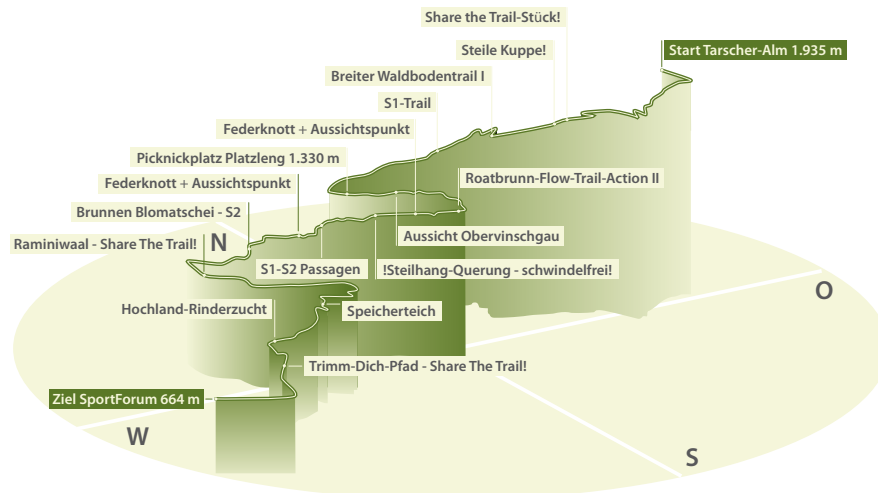 Share the Trail-Stück!
Steile Kuppe!
Start Tarscher-Alm 1.935 m
Breiter Waldbodentrail I
S1-Trail
Federknott + Aussichtspunkt
Picknickplatz Platzleng 1.330 m
Roatbrunn-Flow-Trail-Action II
Federknott + Aussichtspunkt
Brunnen Blomatschei - S2
Aussicht Obervinschgau
Raminiwaal - Share The Trail!
N
S1-S2 Passagen
!Steilhang-Querung - schwindelfrei!
O
Hochland-Rinderzucht
Speicherteich
Trimm-Dich-Pfad - Share The Trail!
Ziel SportForum 664 m
W
S